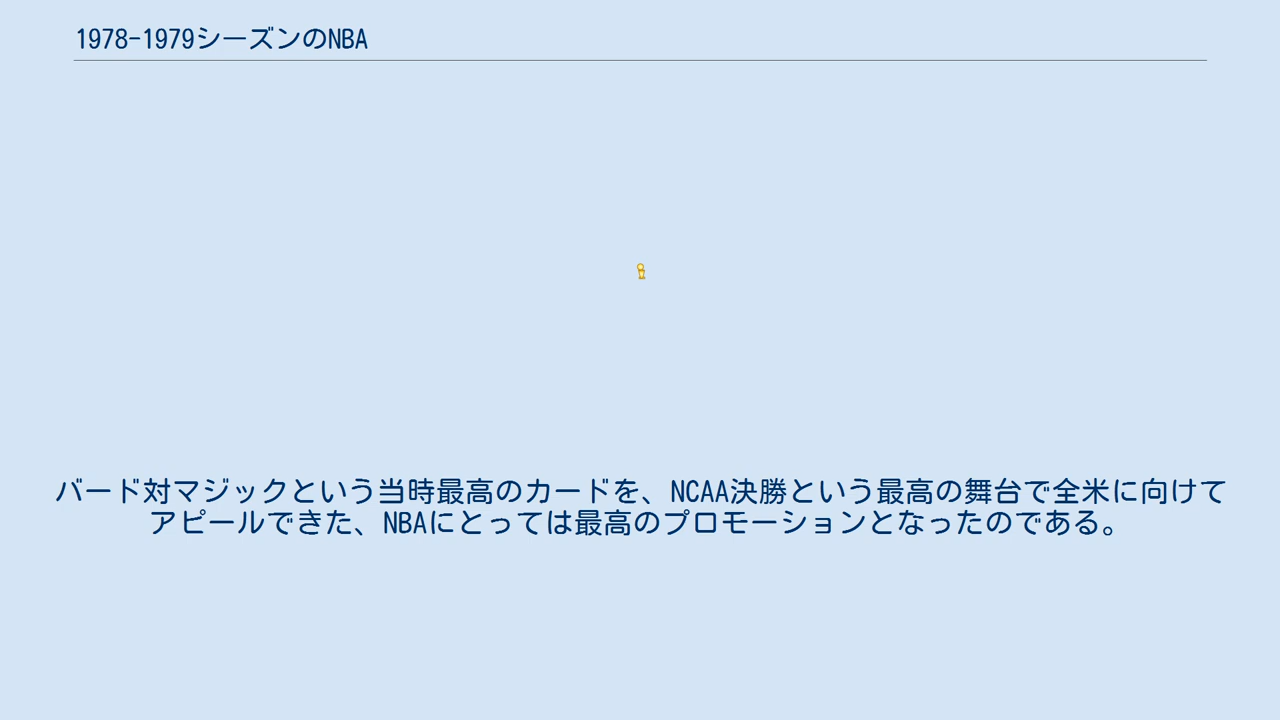 1978-1979シーズンのNBA
バード対マジックという当時最高のカードを、NCAA決勝という最高の舞台で全米に向けて
アピールできた、NBAにとっては最高のプロモーションとなったのである。